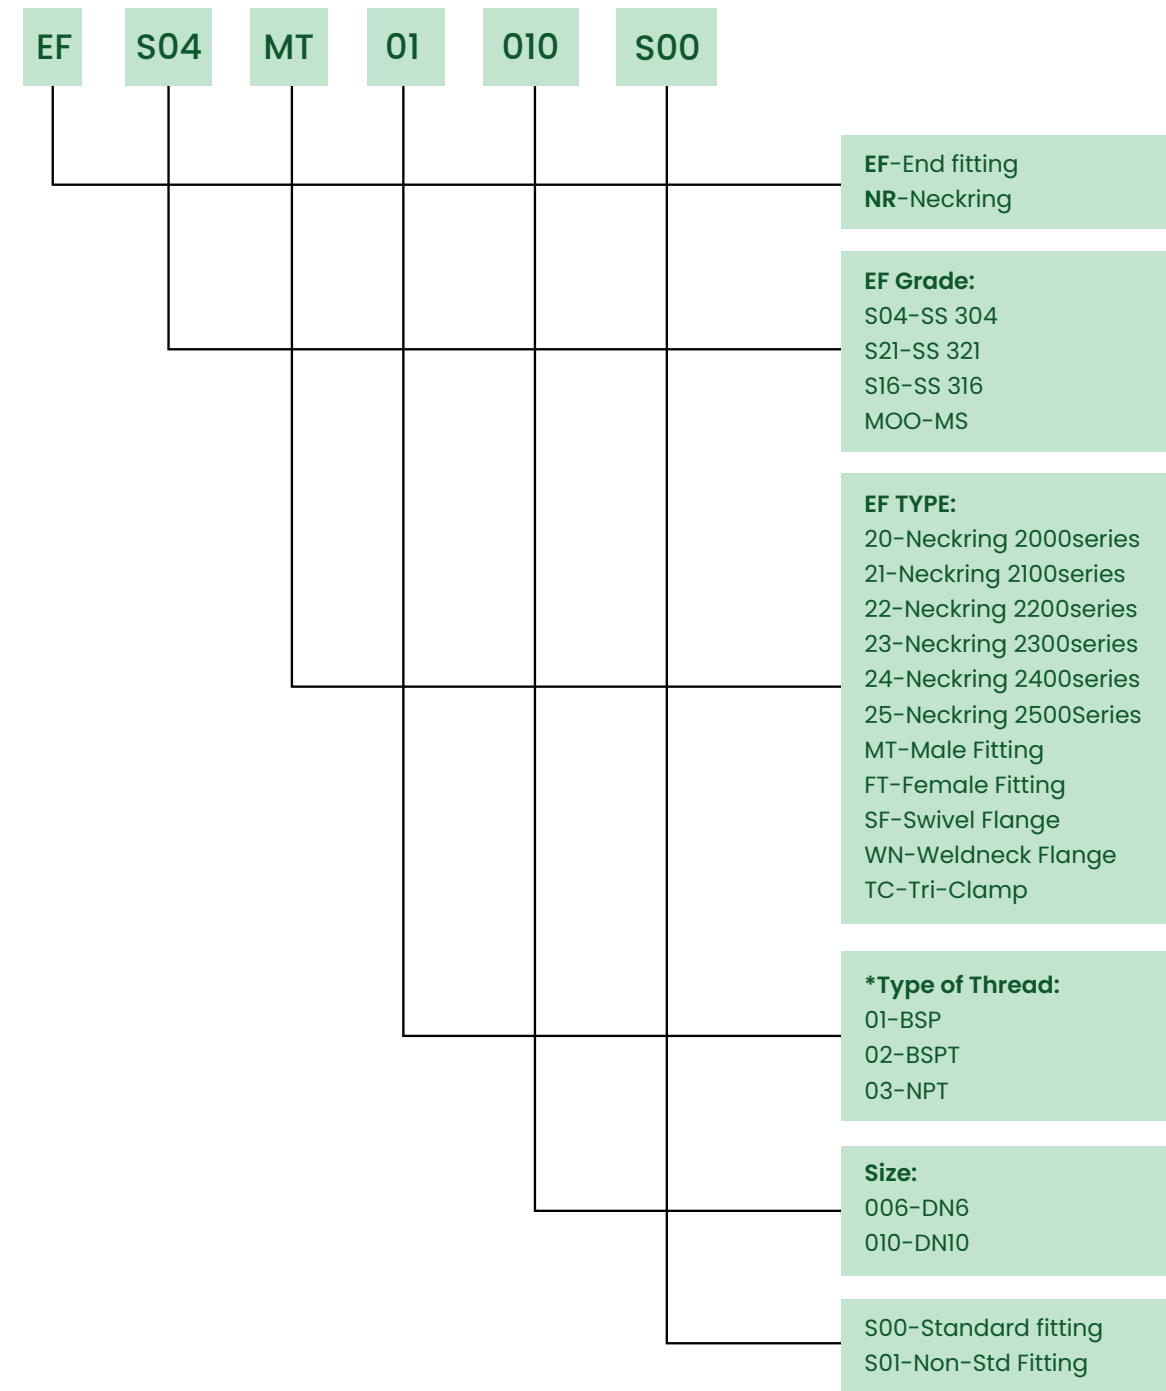 EF S04 MT 01 010 S00
EF-End fitting
NR-Neckring
EF Grade:
S04-SS 304
S21-SS 321
S16-SS 316
MOO-MS
EF TYPE:
20-Neckring 2000series
21-Neckring 2100series
22-Neckring 2200series
23-Neckring 2300series
24-Neckring 2400series
25-Neckring 2500Series
MT-Male Fitting
FT-Female Fitting
SF-Swivel Flange
WN-Weldneck Flange
TC-Tri-Clamp
*Type of Thread:
01-BSP
02-BSPT
03-NPT
Size:
006-DN6
010-DN10
S00-Standard fitting
S01-Non-Std Fitting